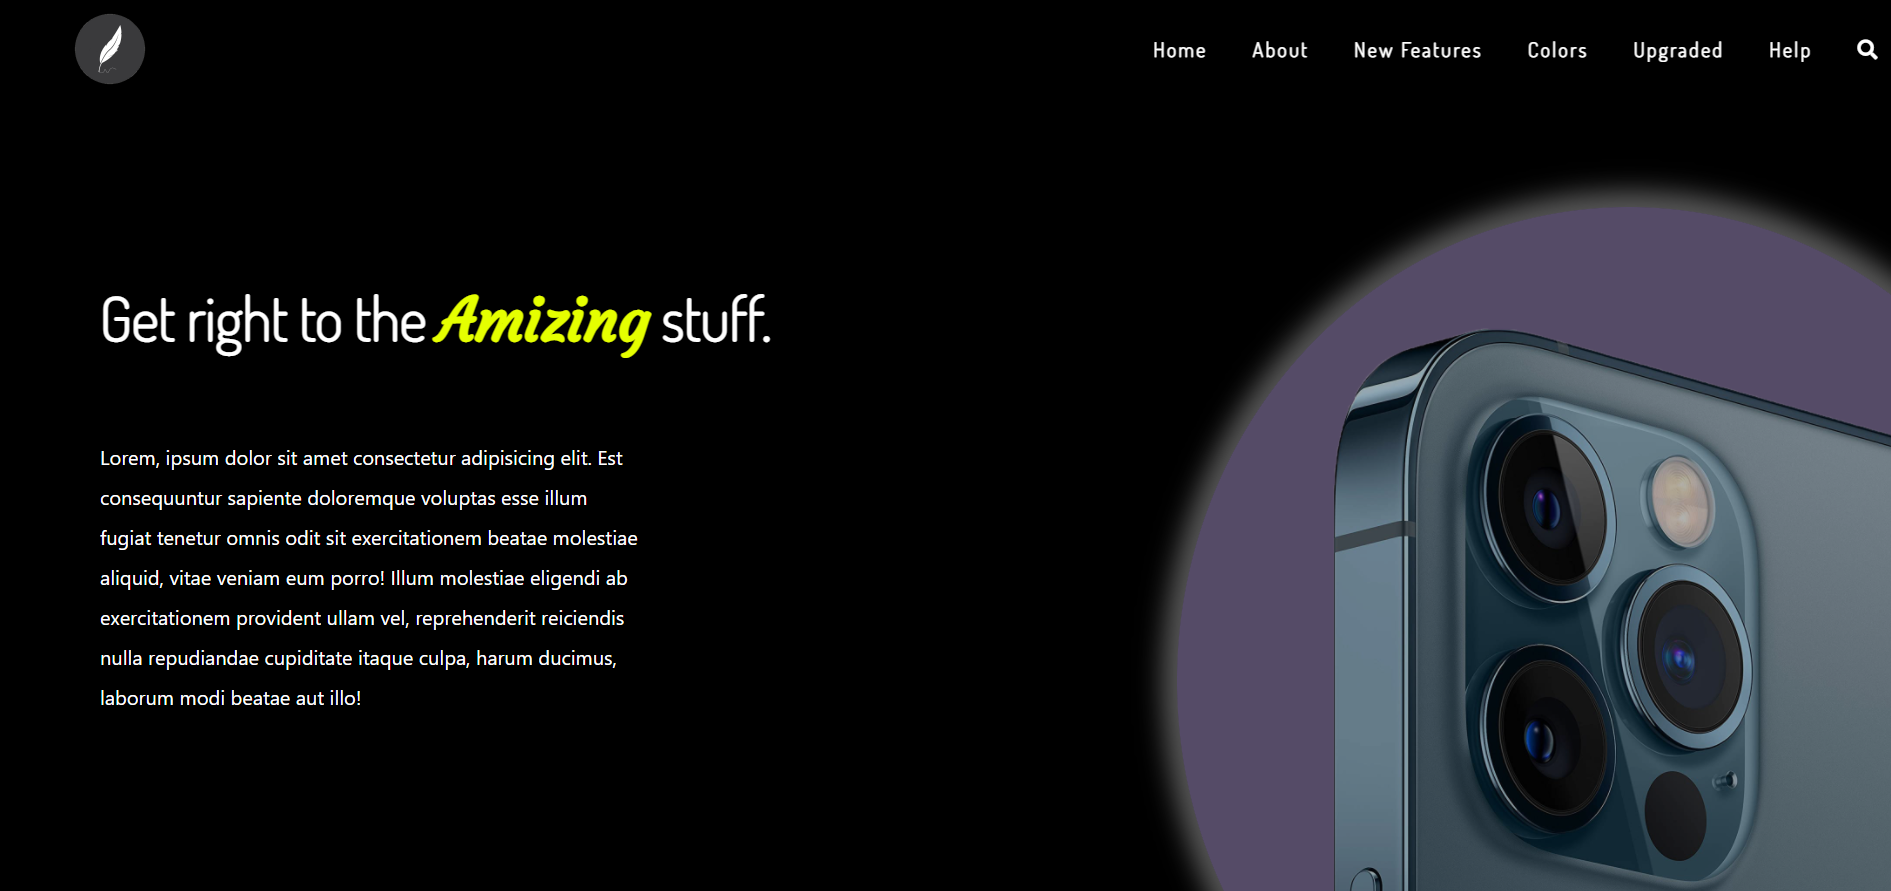 Home About New Features Colors Upgraded Help
Get right to the Amizing stuff.
Lorem, ipsum dolor sit amet consectetur adipisicing elit. Est
consequuntur sapiente doloremque voluptas esse illum
fugiat tenetur omnis odit sit exercitationem beatae molestiae
aliquid, vitae veniam eum porro! Illum molestiae eligendi ab
exercitationem provident ullam vel, reprehenderit reiciendis
nulla repudiandae cupiditate itaque culpa, harum ducimus,
laborum modi beatae aut illo!